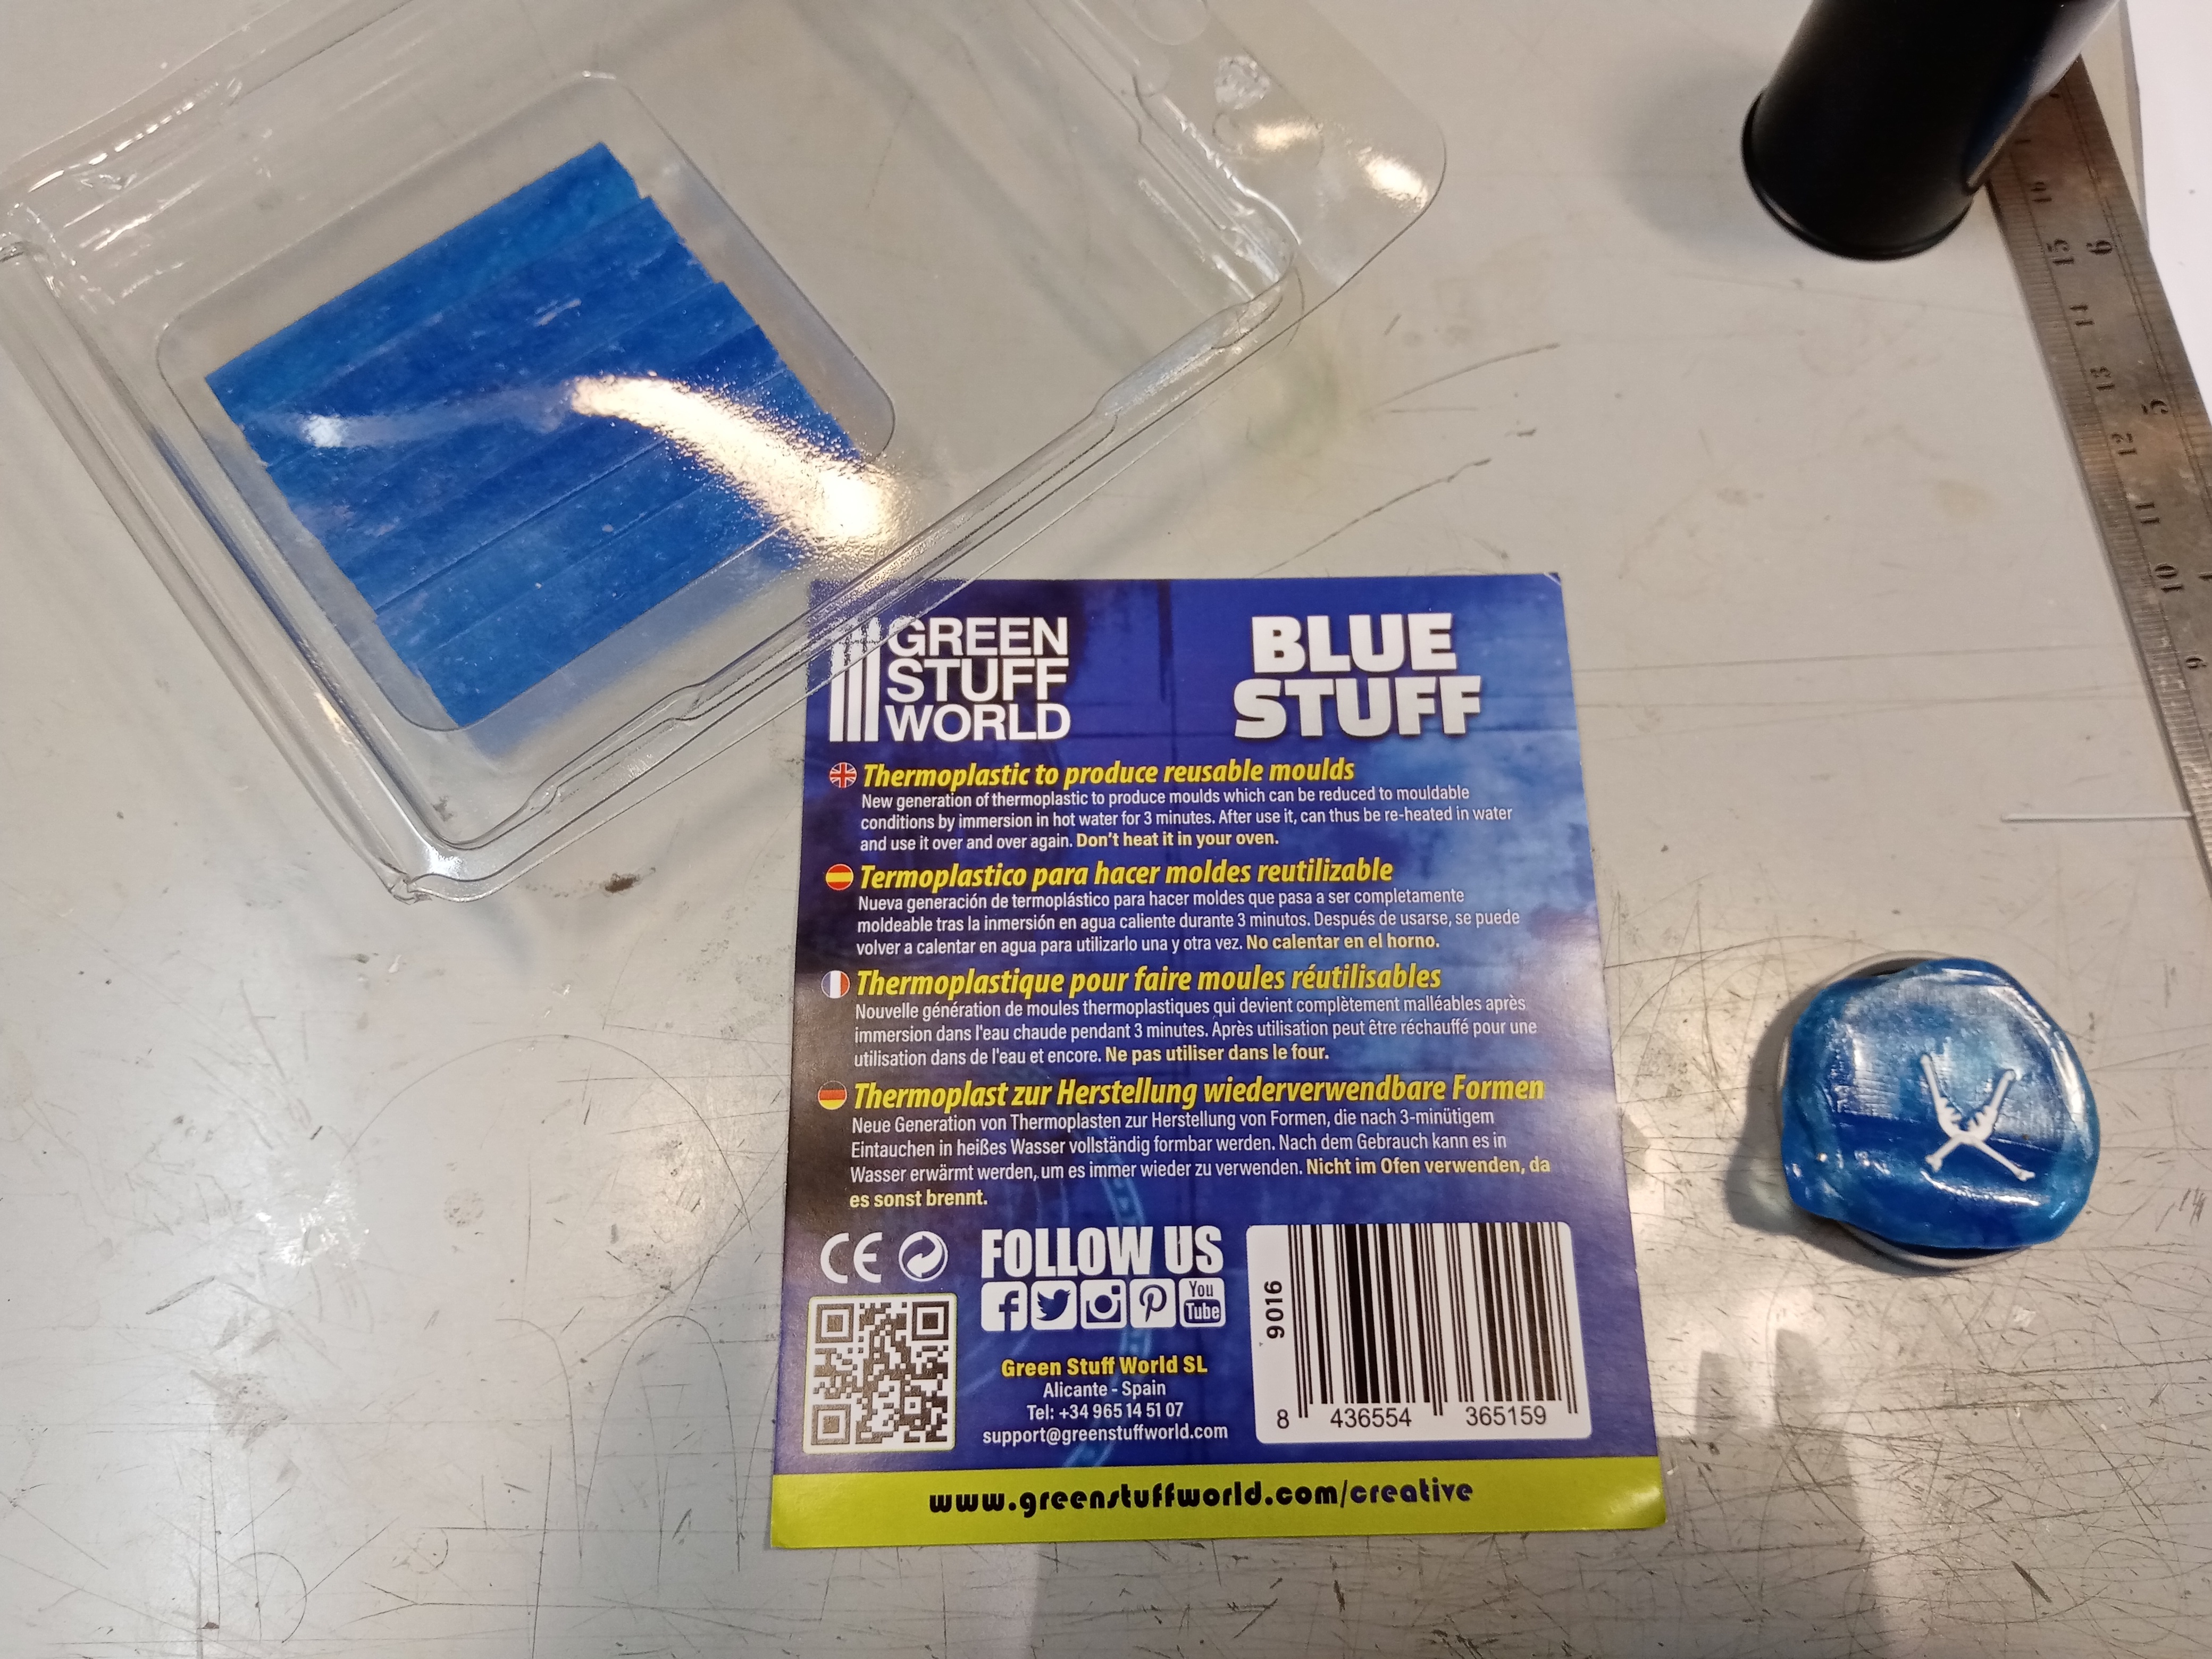 GREEN
STUFF
WORLD
BLUE
STUFF
Thermoplastic to produce reusable moulds
New generation of thermoplastic to produce moulds which can be reduced to mouldable
conditions by immersion in hot water for 3 minutes. After use it, can thus be re-heated in water
and use it over and over again. Don't heat it in your oven.
Termoplastico para hacer moldes reutilizable
Nueva generación de termoplástico para hacer moldes que pasa a ser completamente
moldeable tras la inmersión en agua caliente durante 3 minutos. Después de usarse, se puede
volver a calentar en agua para utilizarlo una y otra vez. No calentar en el horno.
Thermoplastique pour faire moules réutilisables
Nouvelle génération de moules thermoplastiques qui devient complètement malléables après
immersion dans l'eau chaude pendant 3 minutes. Après utilisation peut être réchauffé pour une
utilisation dans de l'eau et encore. Ne pas utiliser dans le four.
Thermoplast zur Herstellung wiederverwendbare Formen
Neue Generation von Thermoplasten zur Herstellung von Formen, die nach 3-minütigem
Eintauchen in heißes Wasser vollständig formbar werden. Nach dem Gebrauch kann es in
Wasser erwärmt werden, um es immer wieder zu verwenden. Nicht im Ofen verwenden, da
es sonst brennt.
CE
FOLLOW US
You
Tube
Green Stuff World SL
Alicante - Spain
Tel: +34 965 14 51 07
support@greenstuffworld.com
9016
8 436554 365159
www.greenstuffworld.com/creative
6
15
14
13
5
12
11
10
9